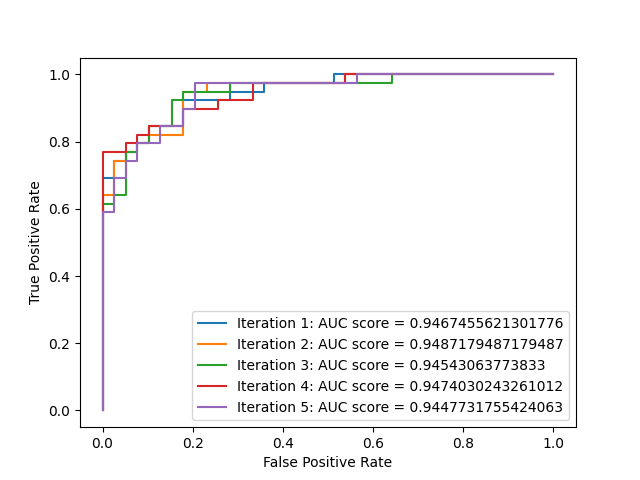 1.0
0.8
0.6
0.4
0.2
0.0
True Positive Rate
Iteration 1: AUC score = 0.9467455621301776
Iteration 2: AUC score = 0.9487179487179487
Iteration 3: AUC score = 0.94543063773833
Iteration 4: AUC score = 0.9474030243261012
Iteration 5: AUC score = 0.9447731755424063
0.0 0.2 0.4 0.6 0.8 1.0
False Positive Rate